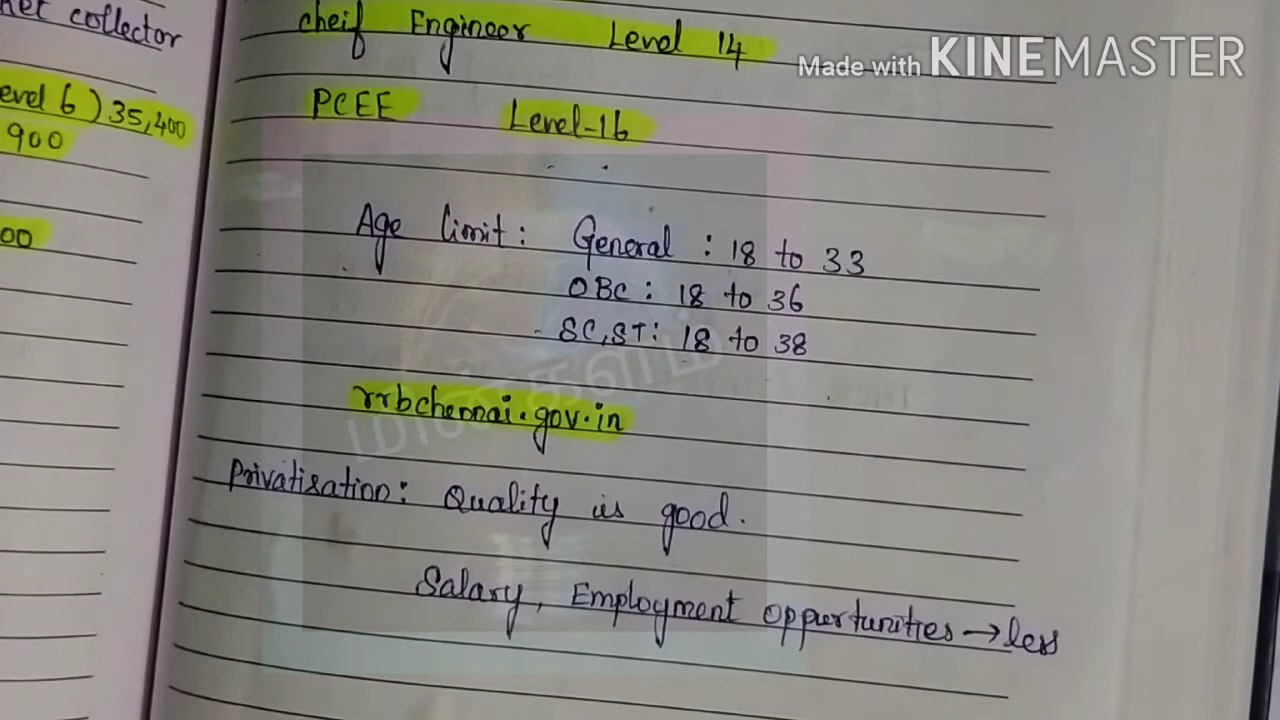 ket collector
evel 6) 35,400
900
00
cheif Engineer Level 14
Made with KINEMASTER
PCEE Level-16
Age limit: General : 18 to 33
OBC : 18 to 36
SC, ST: 18 to 38
மின்களம்
rrbchennai.gov.in
Privatisation: Quality is good.
Salary, Employment oppurtunities → less